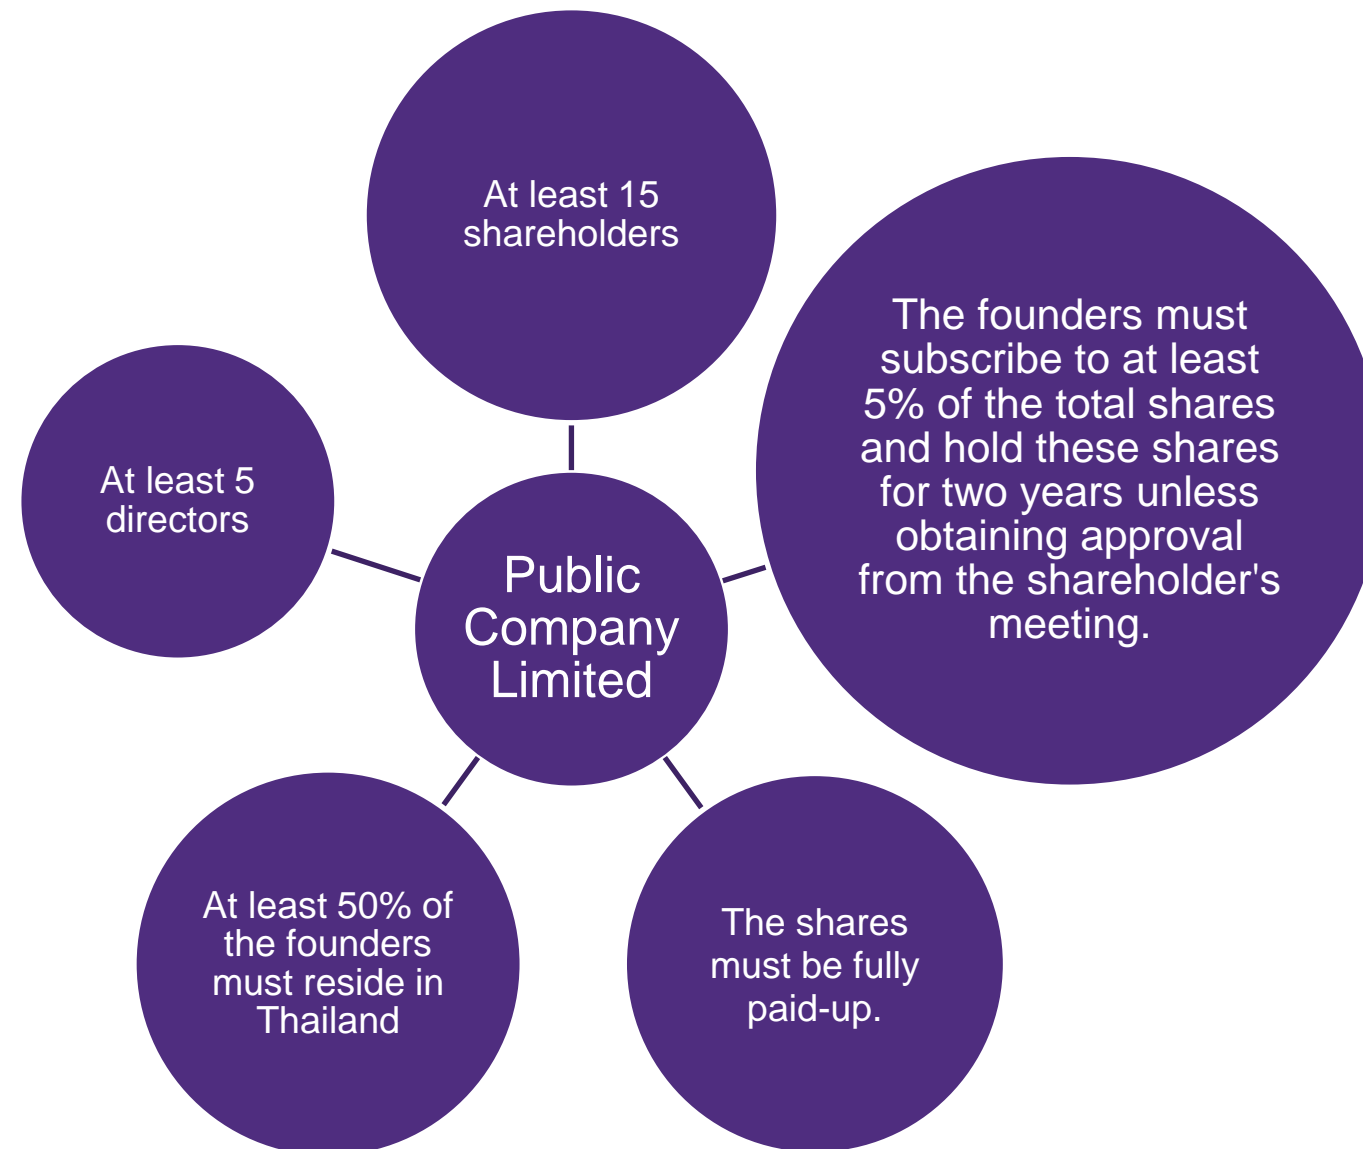 At least 15
shareholders
The founders must
subscribe to at least
5% of the total shares
and hold these shares
for two years unless
obtaining approval
from the shareholder's
meeting.
At least 5
directors
Public
Company
Limited
At least 50% of
the founders
must reside in
Thailand
The shares
must be fully
paid-up.